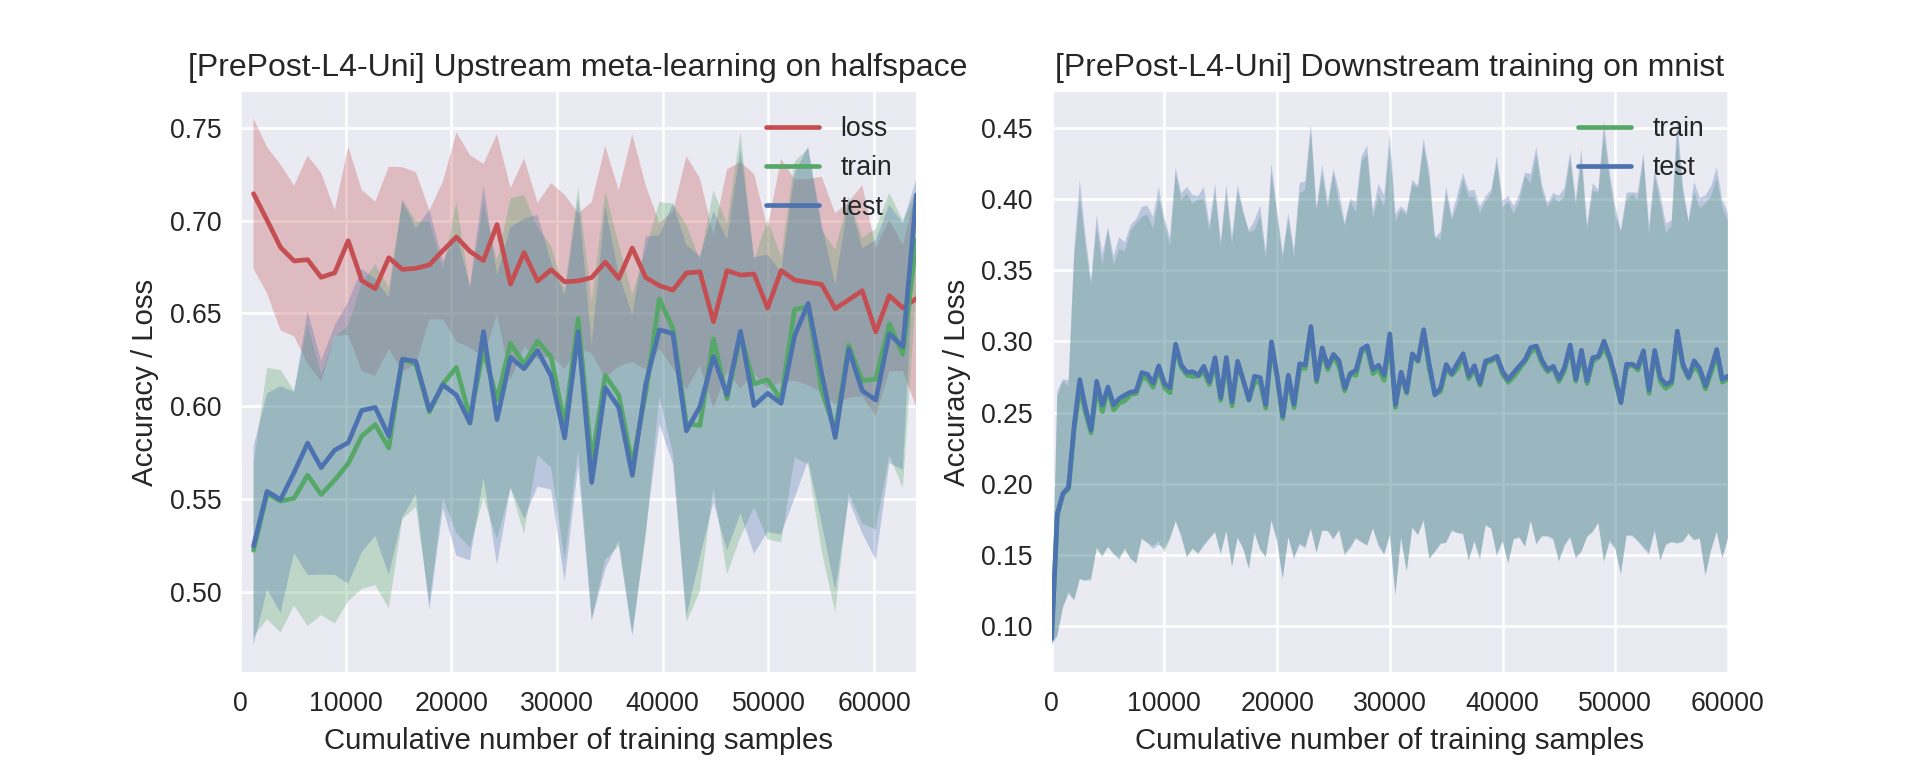 [PrePost-L4-Uni] Upstream meta-learning on halfspace
0.75
0.70
0.65
0.60
0.55
0.50
Accuracy / Loss
loss
train
test
0 10000 20000 30000 40000 50000 60000
Cumulative number of training samples
[PrePost-L4-Uni] Downstream training on mnist
0.45
0.40
0.35
0.30
0.25
0.20
0.15
0.10
Accuracy / Loss
train
test
0 10000 20000 30000 40000 50000 60000
Cumulative number of training samples